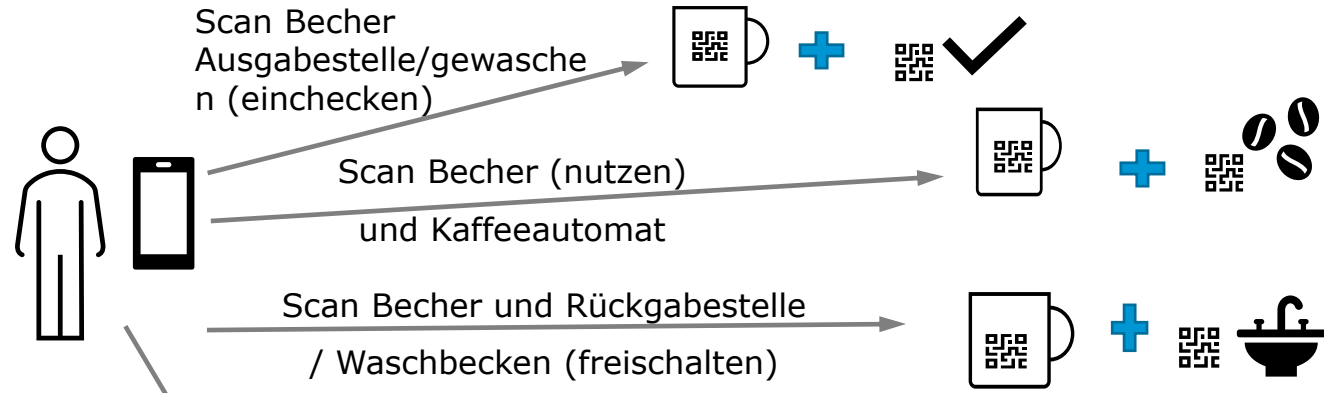 Scan Becher
Ausgabestelle/gewasche
n (einchecken)
Scan Becher (nutzen)
und Kaffeeautomat
Scan Becher und Rückgabestelle
/ Waschbecken (freischalten)